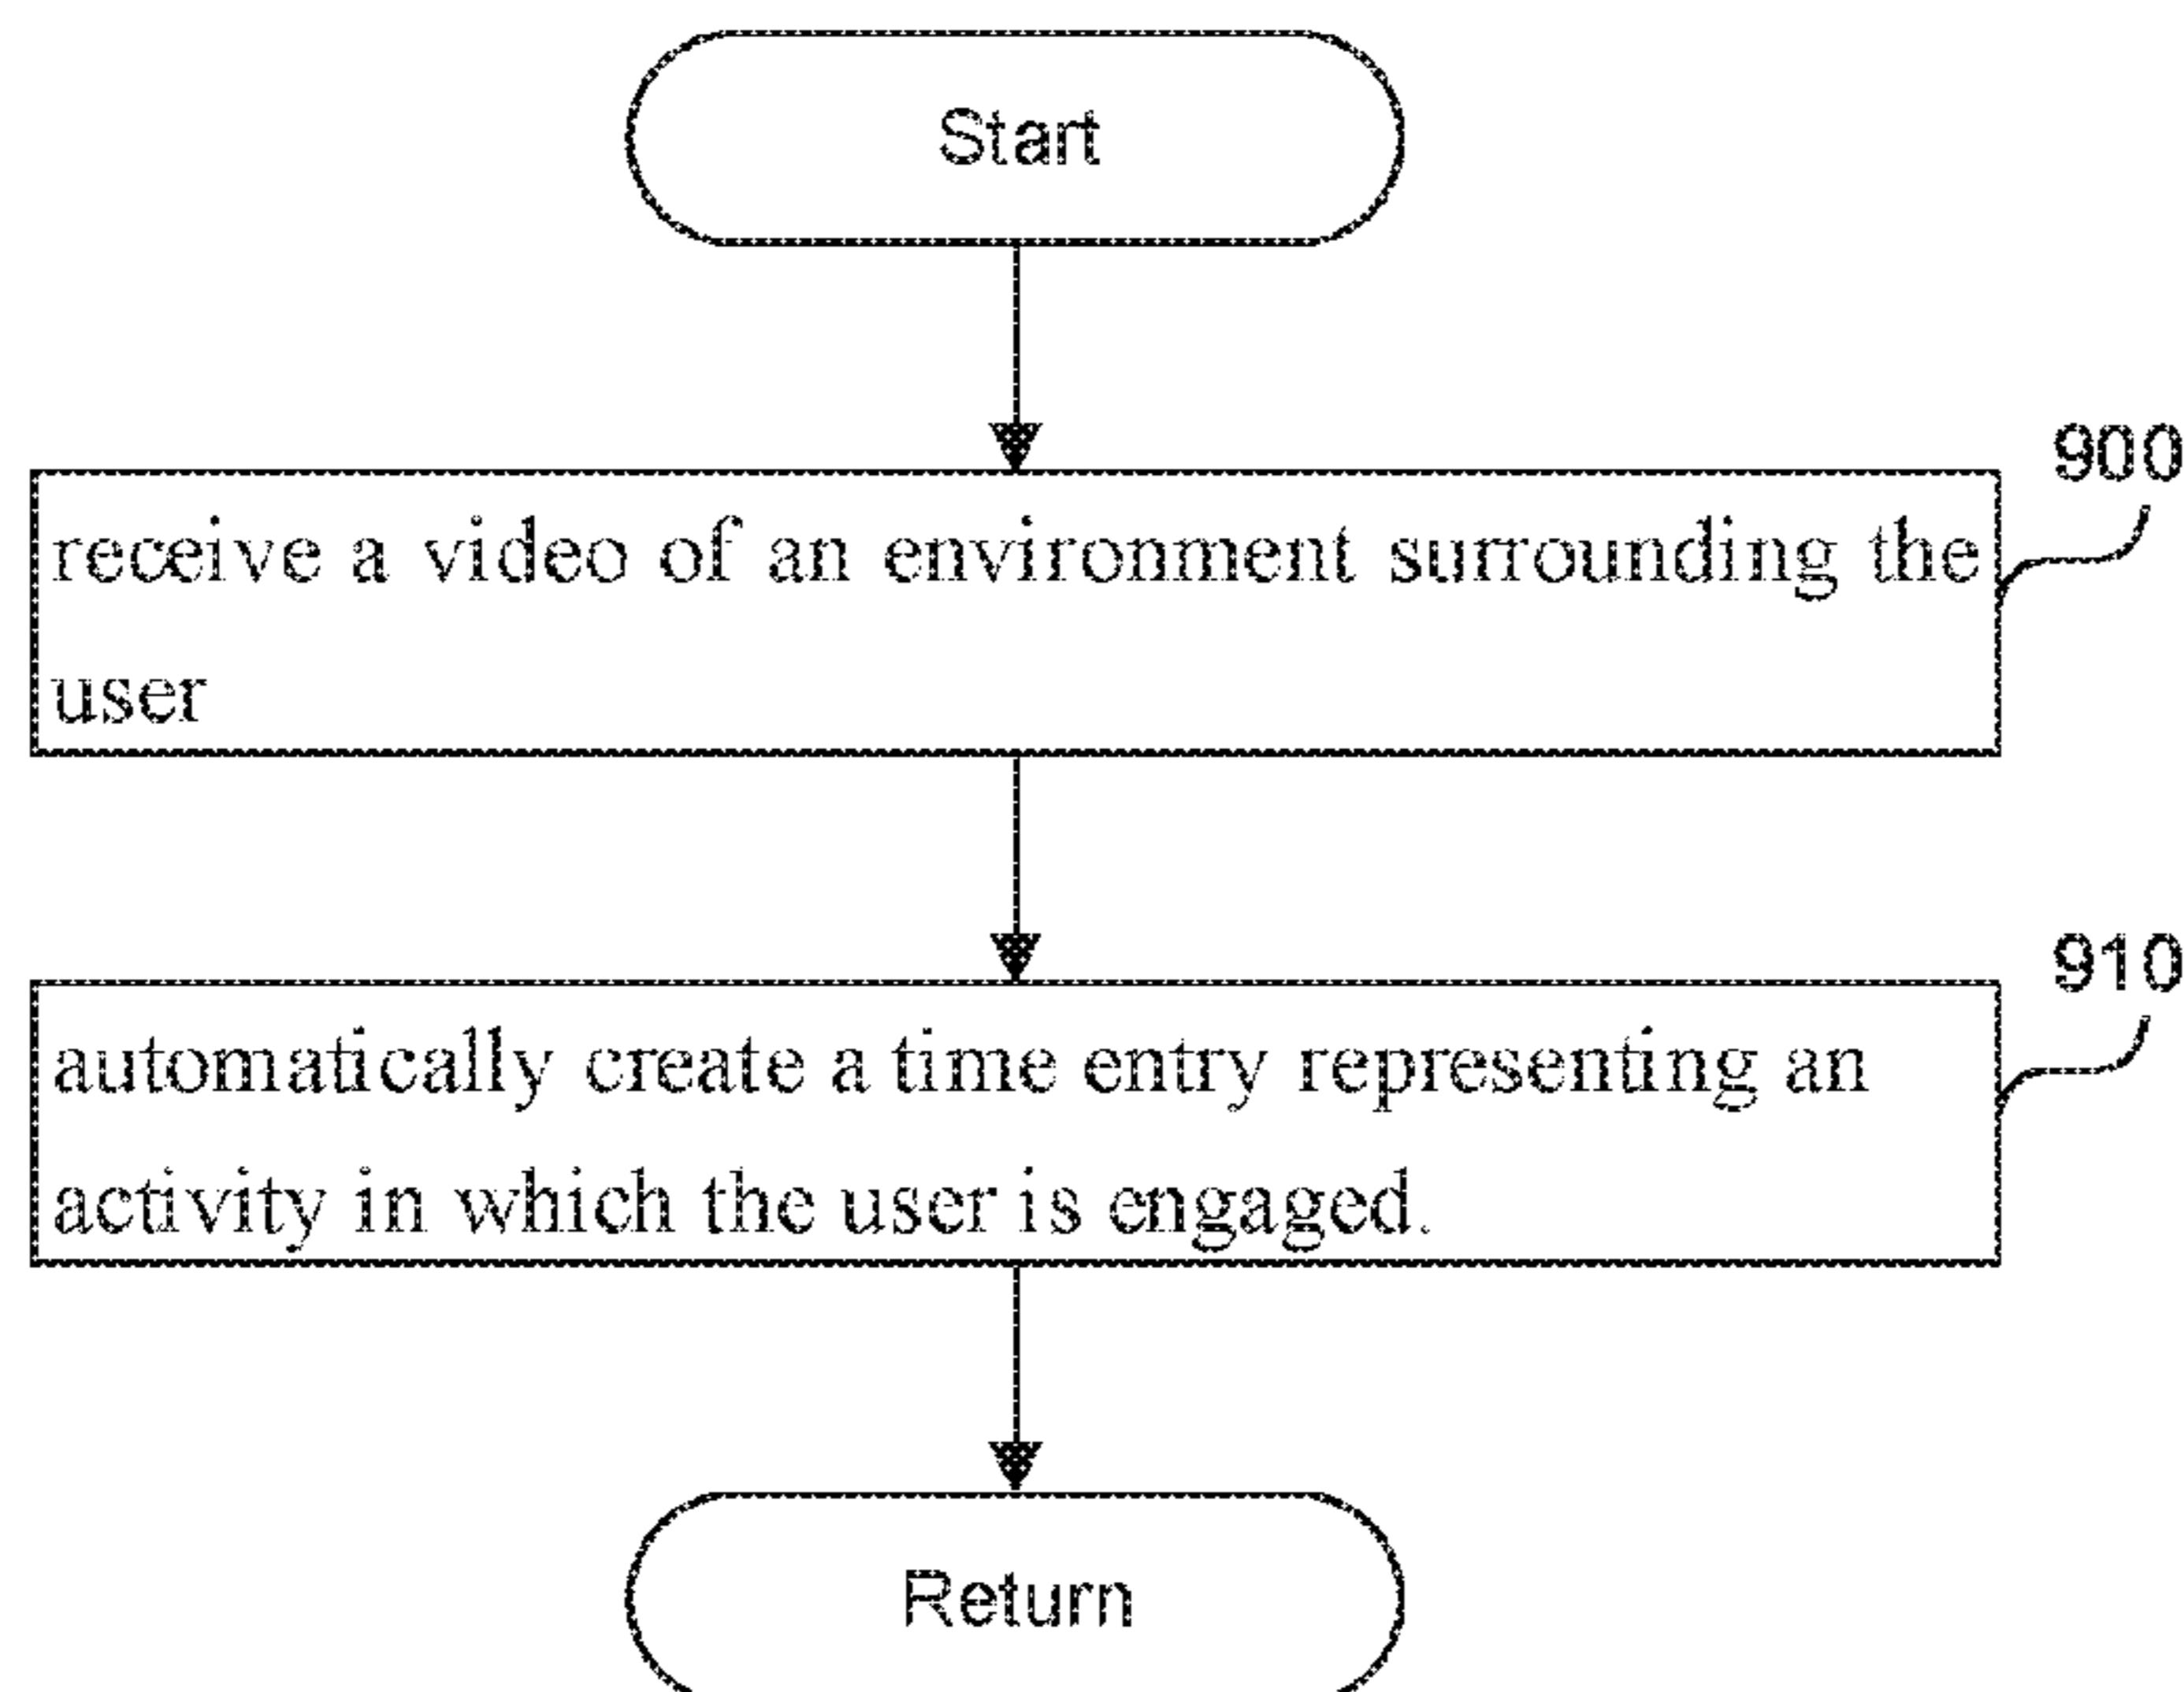 Start
900
receive a video of an environment surrounding the
user
910
automatically create a time entry representing an
activity in which the user is engaged.
Return